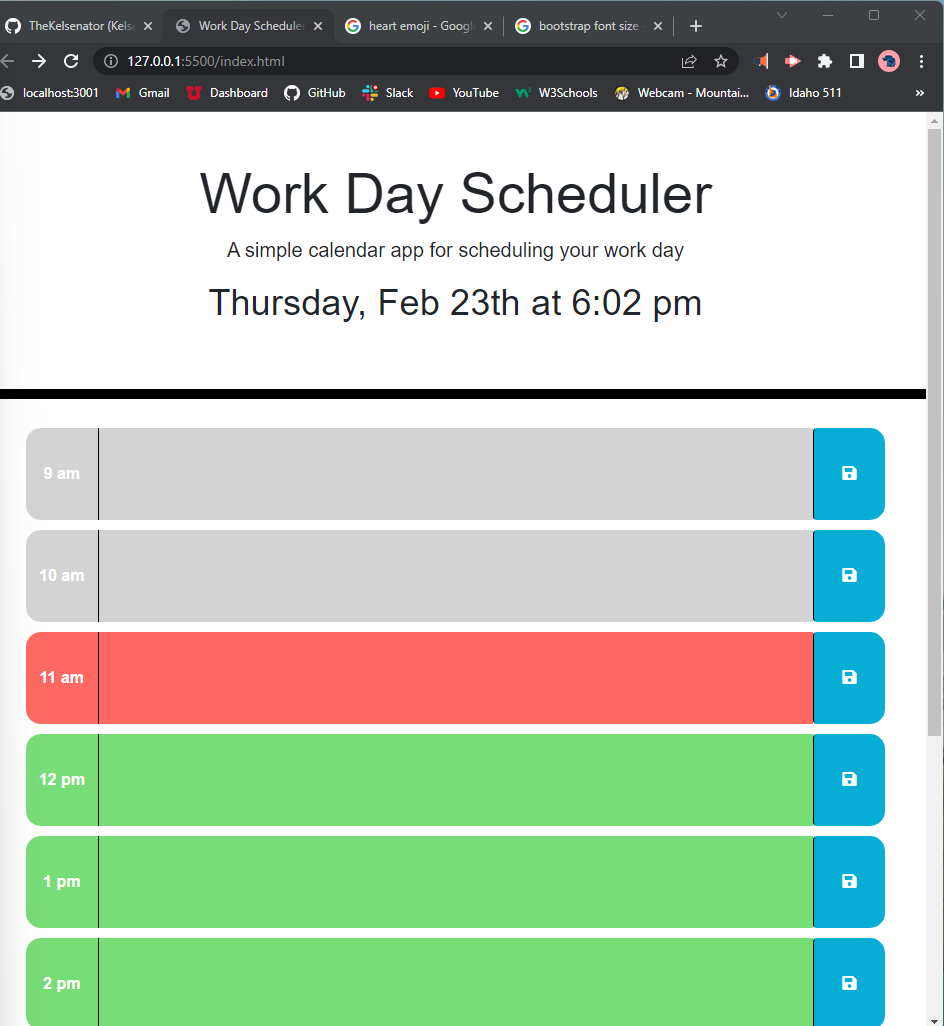 TheKelsenator (Kelse
Work Day Scheduler
heart emoji - Googl
bootstrap font size -
127.0.0.1:5500/index.html
localhost:3001 Gmail Dashboard GitHub Slack YouTube W3Schools Webcam - Mountai... Idaho 511 »
Work Day Scheduler
A simple calendar app for scheduling your work day
Thursday, Feb 23th at 6:02 pm
9 am
10 am
11 am
12 pm
1 pm
2 pm